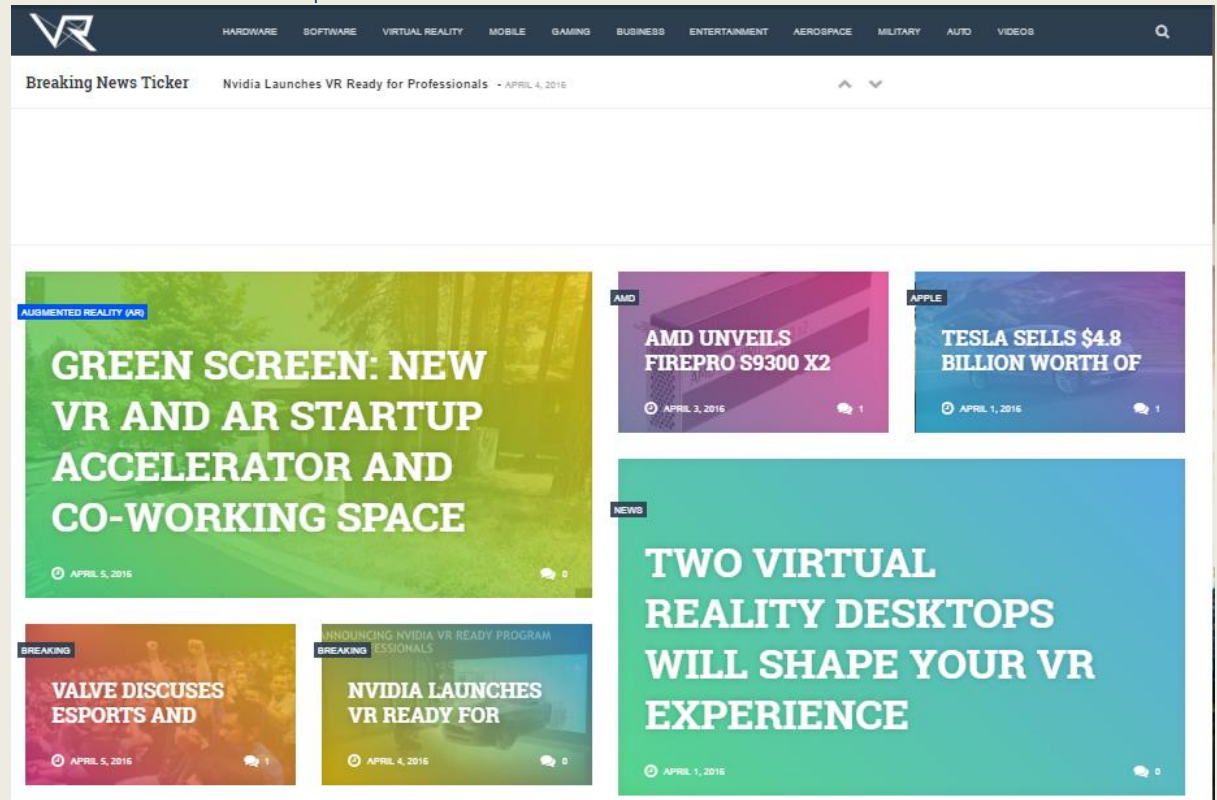 VR
HARDWARE SOFTWARE VIRTUAL REALITY MOBILE GAMING BUSINESS ENTERTAINMENT AEROSPACE MILITARY AUTO VIDEOS
Breaking News Ticker Nvidia Launches VR Ready for Professionals - APRIL 4, 2016
AUGMENTED REALITY (AR)
GREEN SCREEN: NEW
VR AND AR STARTUP
ACCELERATOR AND
CO-WORKING SPACE
APRIL 5, 2016 0
AMD
AMD UNVEILS
FIREPRO S9300 X2
APRIL 3, 2016 1
APPLE
TESLA SELLS $4.8
BILLION WORTH OF
APRIL 1, 2016 1
NEWS
TWO VIRTUAL
REALITY DESKTOPS
WILL SHAPE YOUR VR
EXPERIENCE
APRIL 1, 2016 0
BREAKING
VALVE DISCUSES
ESPORTS AND
APRIL 5, 2016 1
ANNOUNCING NVIDIA VR READY PROGRAM
BREAKING
NVIDIA LAUNCHES
VR READY FOR
APRIL 4, 2016 0